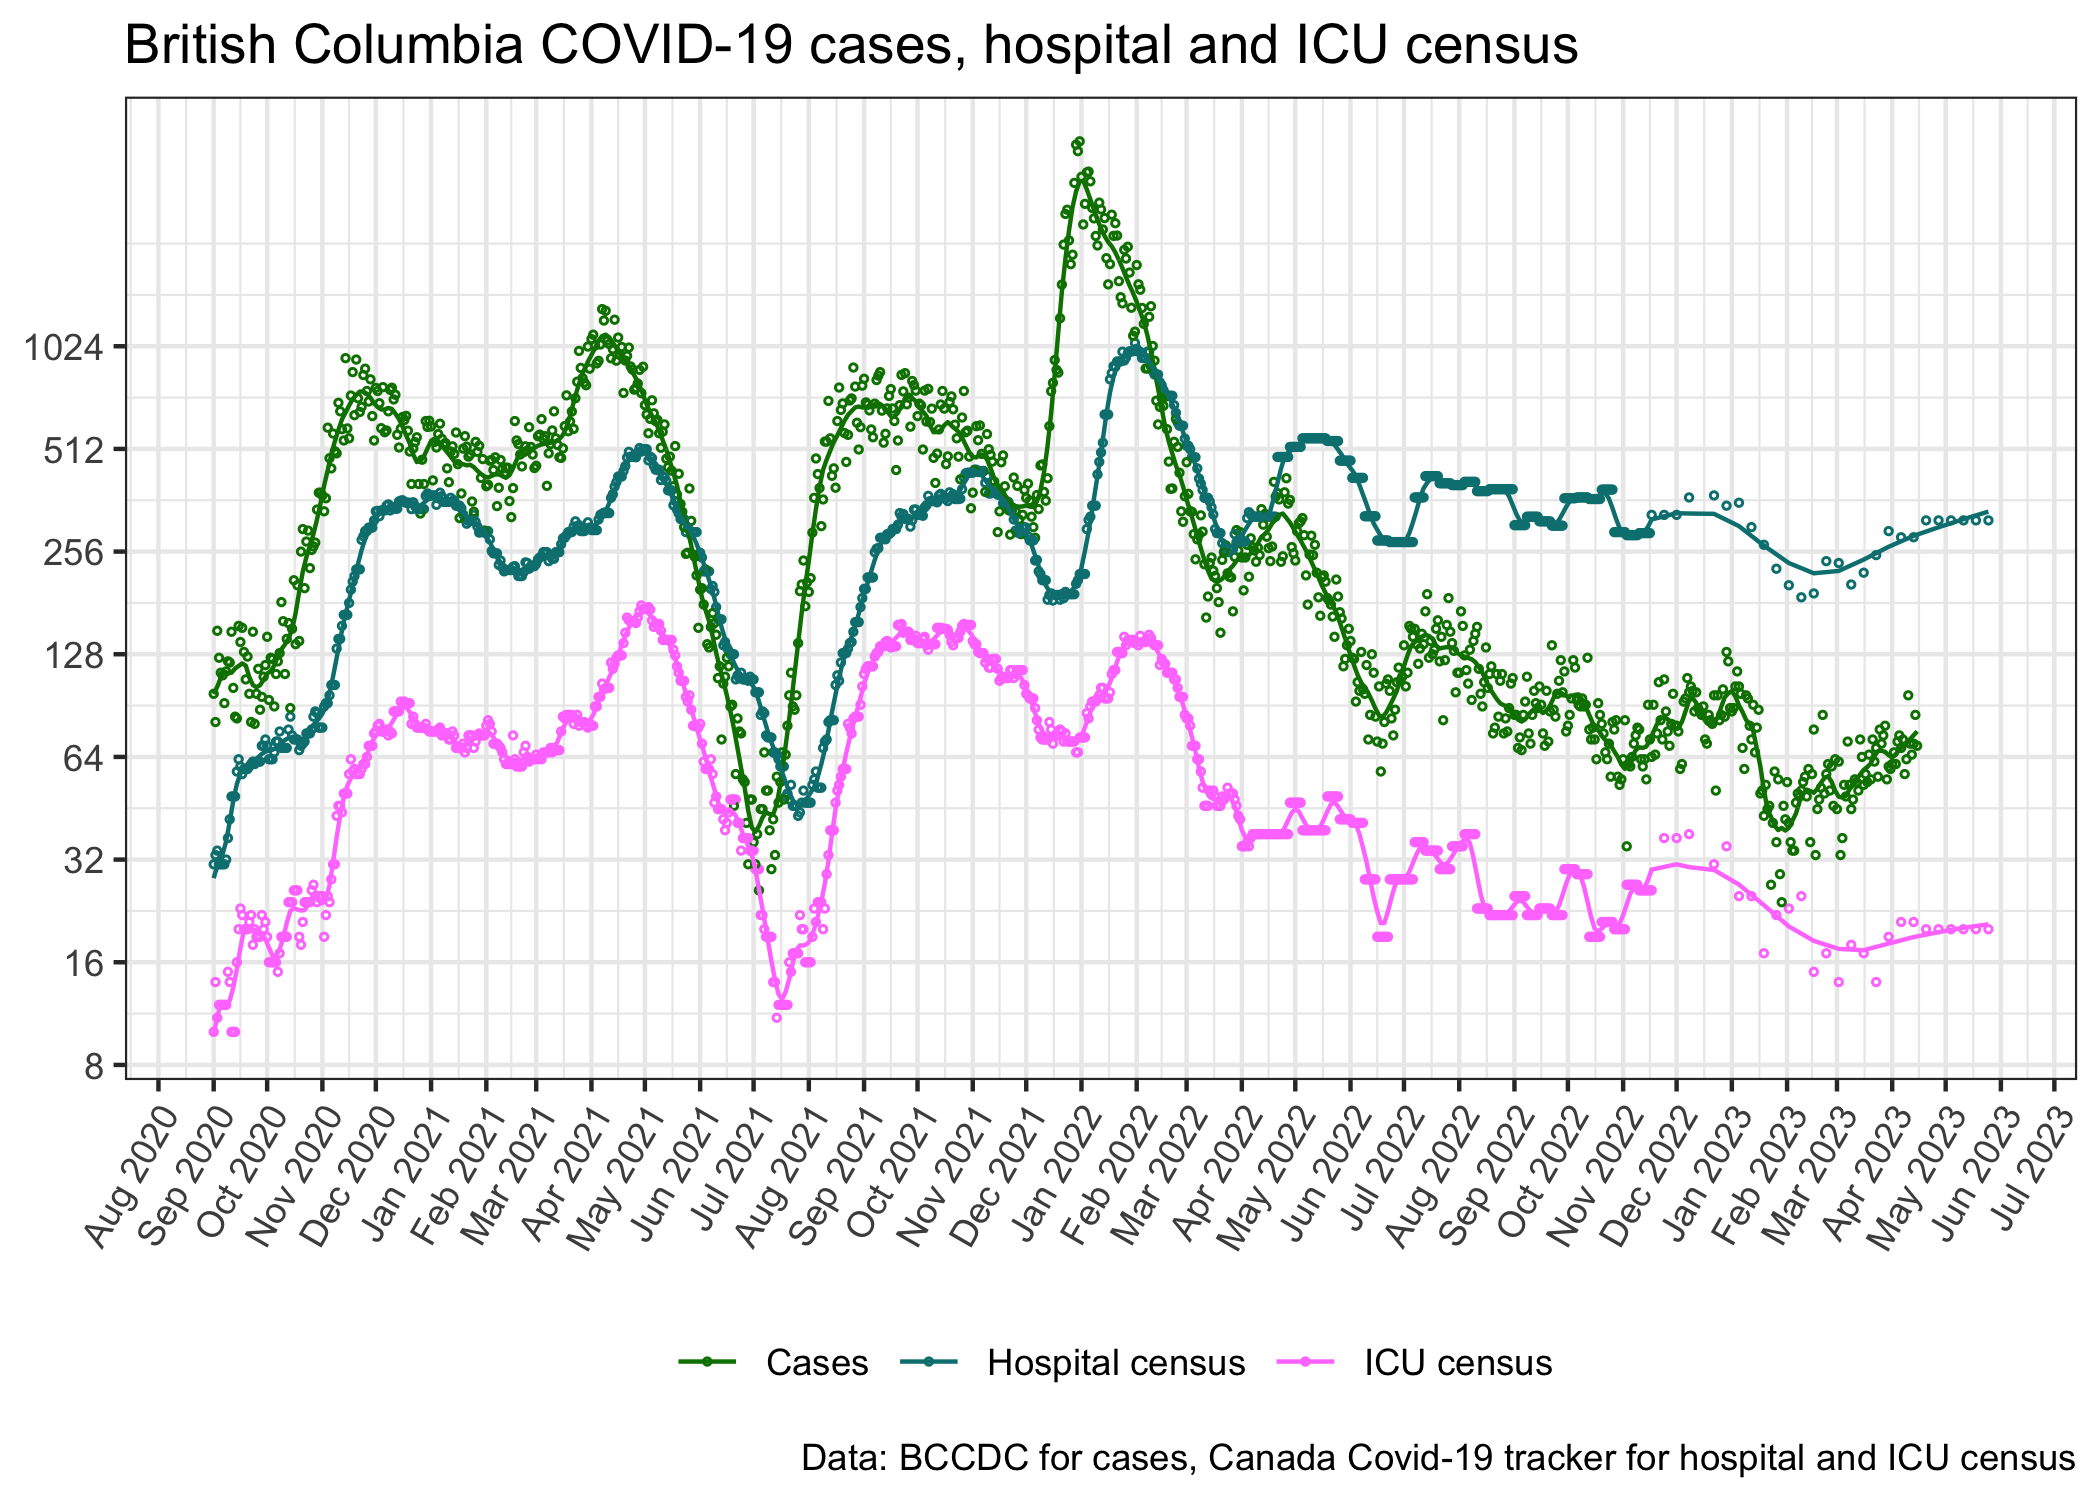 British Columbia COVID-19 cases, hospital and ICU census
1024
512
256
128
64
32
16
8
Aug 2020
Sep 2020
Oct 2020
Nov 2020
Dec 2020
Jan 2021
Feb 2021
Mar 2021
Apr 2021
May 2021
Jun 2021
Jul 2021
Aug 2021
Sep 2021
Oct 2021
Nov 2021
Dec 2021
Jan 2022
Feb 2022
Mar 2022
Apr 2022
May 2022
Jun 2022
Jul 2022
Aug 2022
Sep 2022
Oct 2022
Nov 2022
Dec 2022
Jan 2023
Feb 2023
Mar 2023
Apr 2023
May 2023
Jun 2023
Jul 2023
Cases Hospital census ICU census
Data: BCCDC for cases, Canada Covid-19 tracker for hospital and ICU census